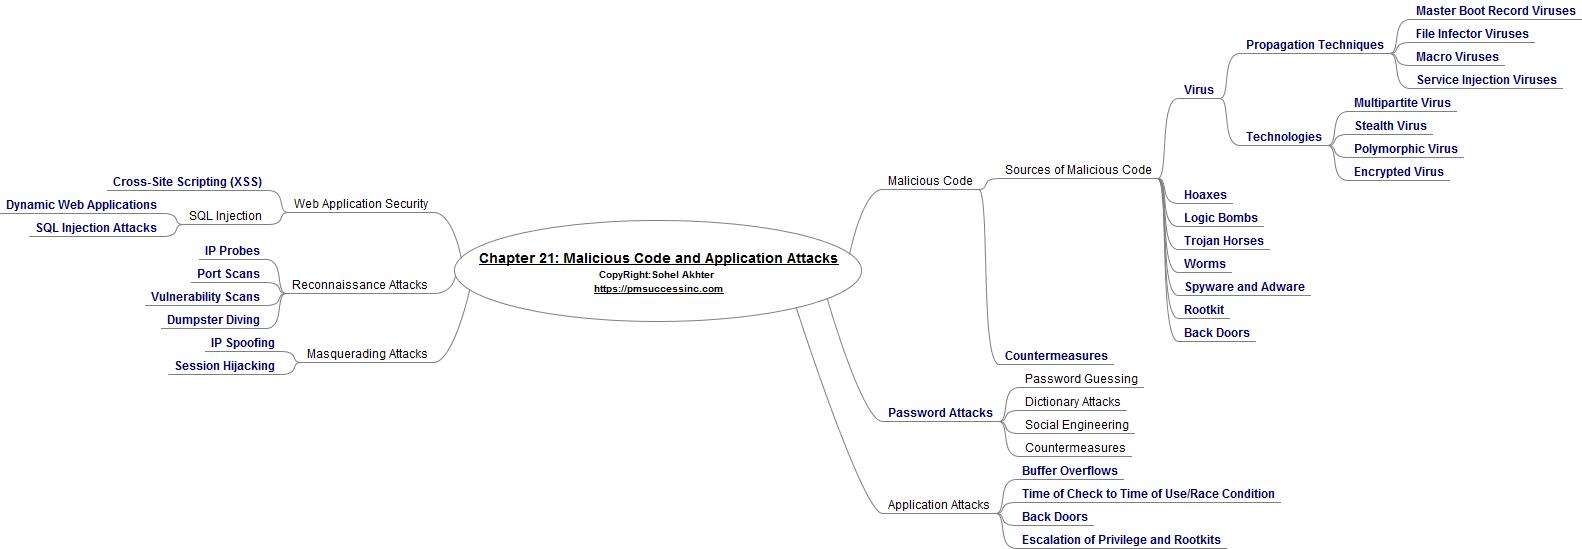 Chapter 21: Malicious Code and Application Attacks
CopyRight:Sohel Akhter
https://pmsuccessinc.com
Malicious Code
Sources of Malicious Code
Virus
Propagation Techniques
Master Boot Record Viruses
File Infector Viruses
Macro Viruses
Service Injection Viruses
Technologies
Multipartite Virus
Stealth Virus
Polymorphic Virus
Encrypted Virus
Hoaxes
Logic Bombs
Trojan Horses
Worms
Spyware and Adware
Rootkit
Back Doors
Countermeasures
Password Attacks
Password Guessing
Dictionary Attacks
Social Engineering
Countermeasures
Application Attacks
Buffer Overflows
Time of Check to Time of Use/Race Condition
Back Doors
Escalation of Privilege and Rootkits
Web Application Security
Cross-Site Scripting (XSS)
SQL Injection
Dynamic Web Applications
SQL Injection Attacks
Reconnaissance Attacks
IP Probes
Port Scans
Vulnerability Scans
Dumpster Diving
Masquerading Attacks
IP Spoofing
Session Hijacking